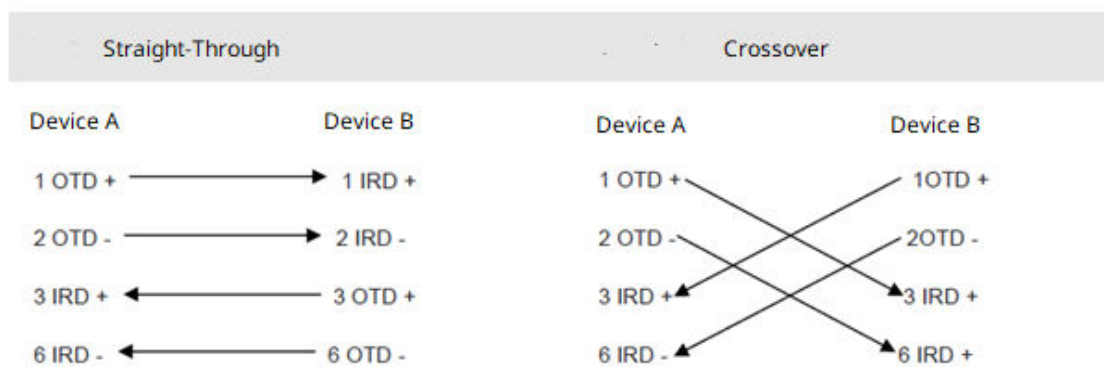 Straight-Through Crossover
Device A Device B Device A Device B
1 OTD + 1 IRD + 1 OTD + 1OTD +
2 OTD - 2 IRD - 2 OTD - 2OTD -
3 IRD + 3 OTD + 3 IRD + 3 IRD +
6 IRD - 6 OTD - 6 IRD - 6 IRD +